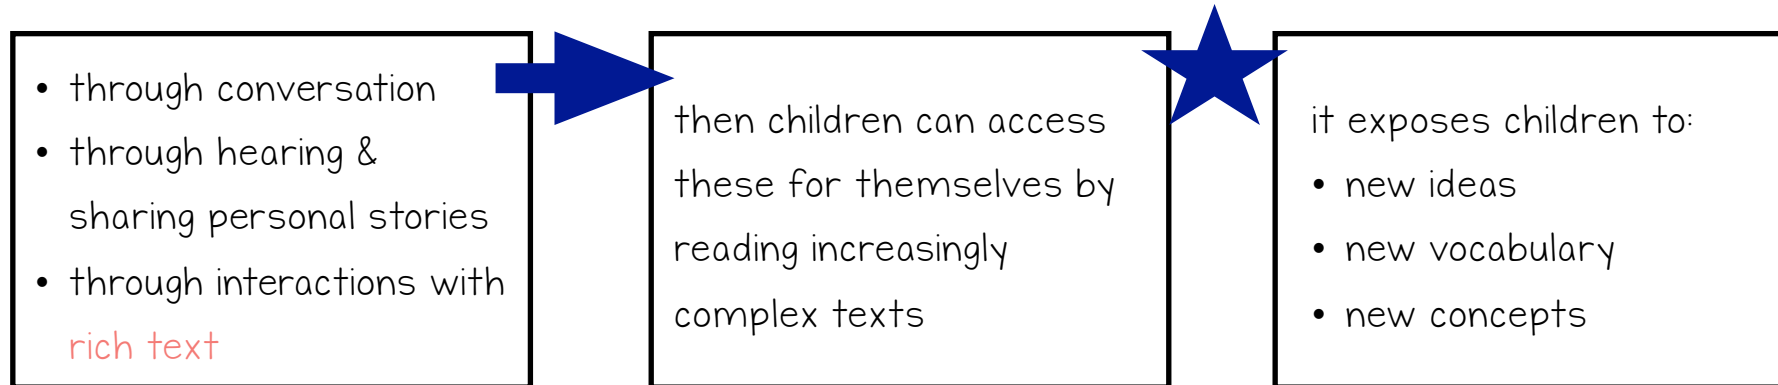 • through conversation
• through hearing &
sharing personal stories
• through interactions with
rich text
then children can access
these for themselves by
reading increasingly
complex texts
it exposes children to:
• new ideas
• new vocabulary
• new concepts